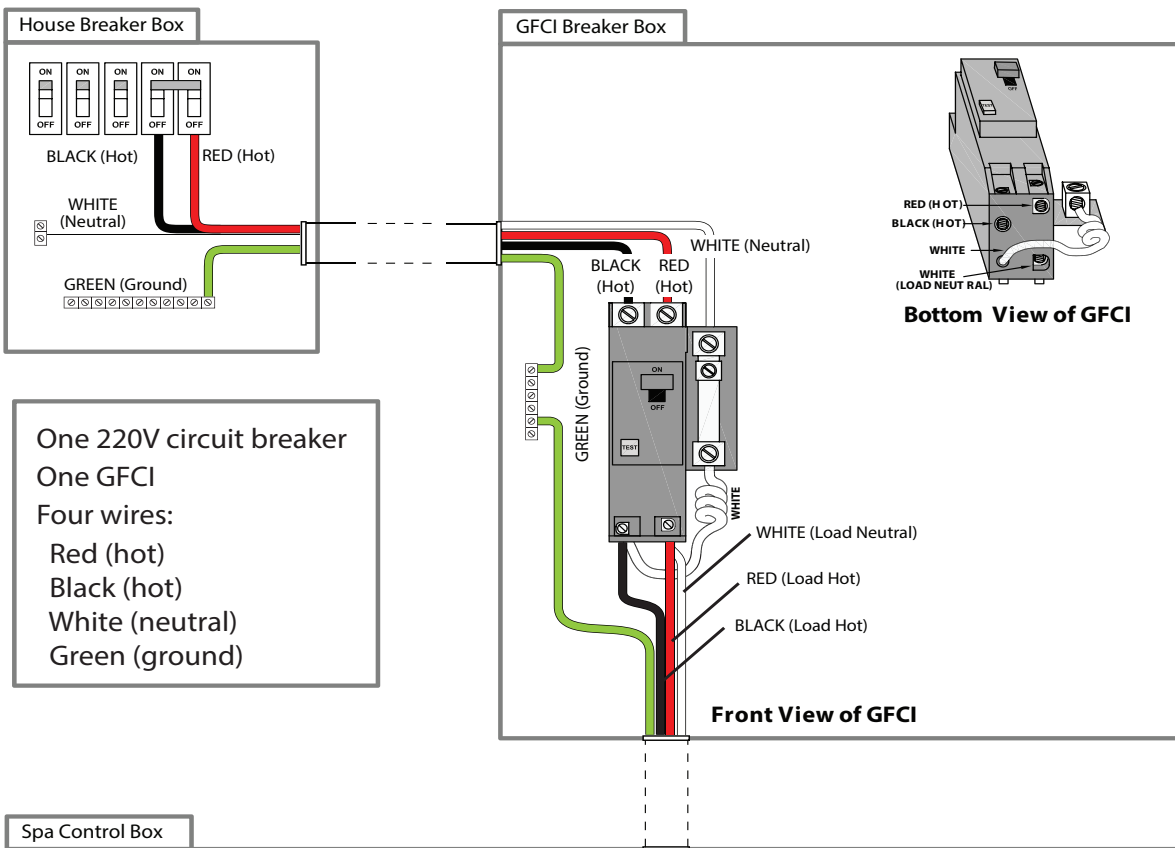 House Breaker Box
ON
ON
ON
ON
ON
OFF
OFF
OFF
OFF
OFF
BLACK (Hot)
RED (Hot)
WHITE
(Neutral)
GREEN (Ground)
One 220V circuit breaker
One GFCI
Four wires:
Red (hot)
Black (hot)
White (neutral)
Green (ground)
GFCI Breaker Box
WHITE (Neutral)
BLACK
(Hot)
RED
(Hot)
GREEN (Ground)
ON
OFF
TEST
WHITE
WHITE (Load Neutral)
RED (Load Hot)
BLACK (Load Hot)
Front View of GFCI
OFF
TEST
RED (H OT)
BLACK (HOT)
WHITE
WHITE
(LOAD NEUT RAL)
Bottom View of GFCI
Spa Control Box